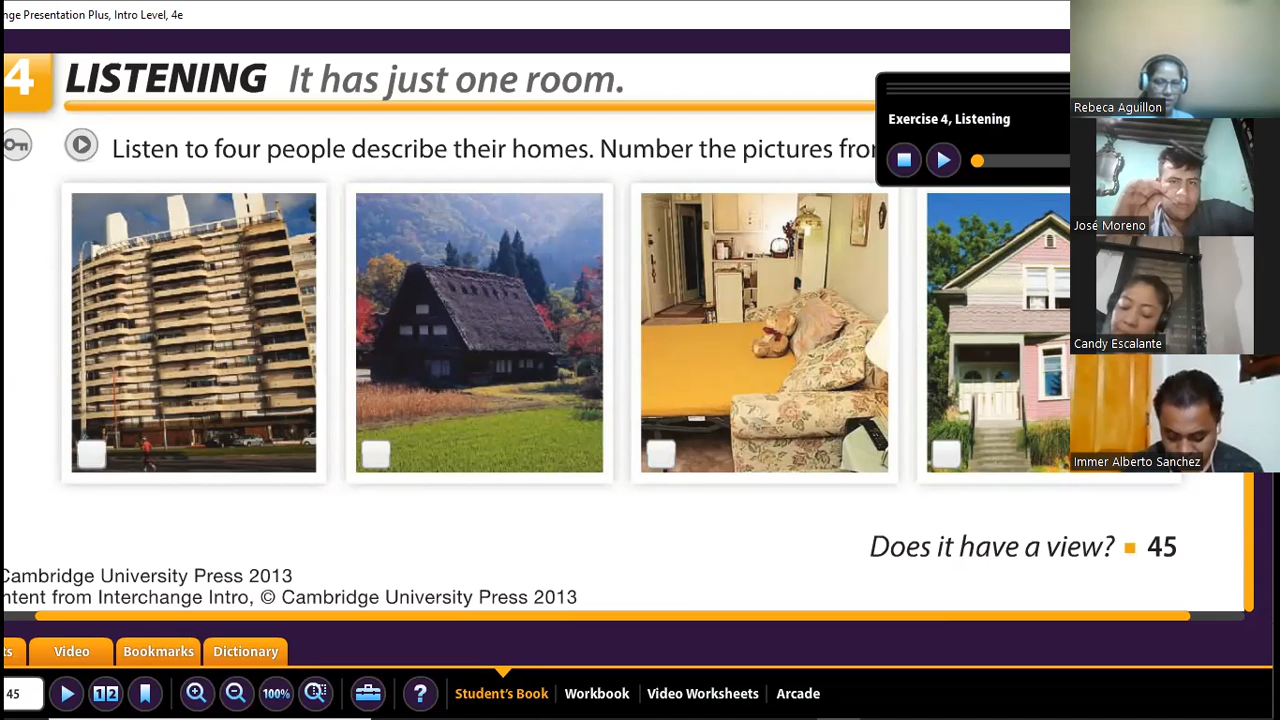 nge Presentation Plus, Intro Level, 4e
4 LISTENING It has just one room.
Exercise 4, Listening
Listen to four people describe their homes. Number the pictures fro
Rebeca Aguillon
José Moreno
Candy Escalante
Immer Alberto Sanchez
Does it have a view? ▪ 45
Cambridge University Press 2013
ntent from Interchange Intro, © Cambridge University Press 2013
ts Video Bookmarks Dictionary
45 1 2 100% ? Student's Book Workbook Video Worksheets Arcade